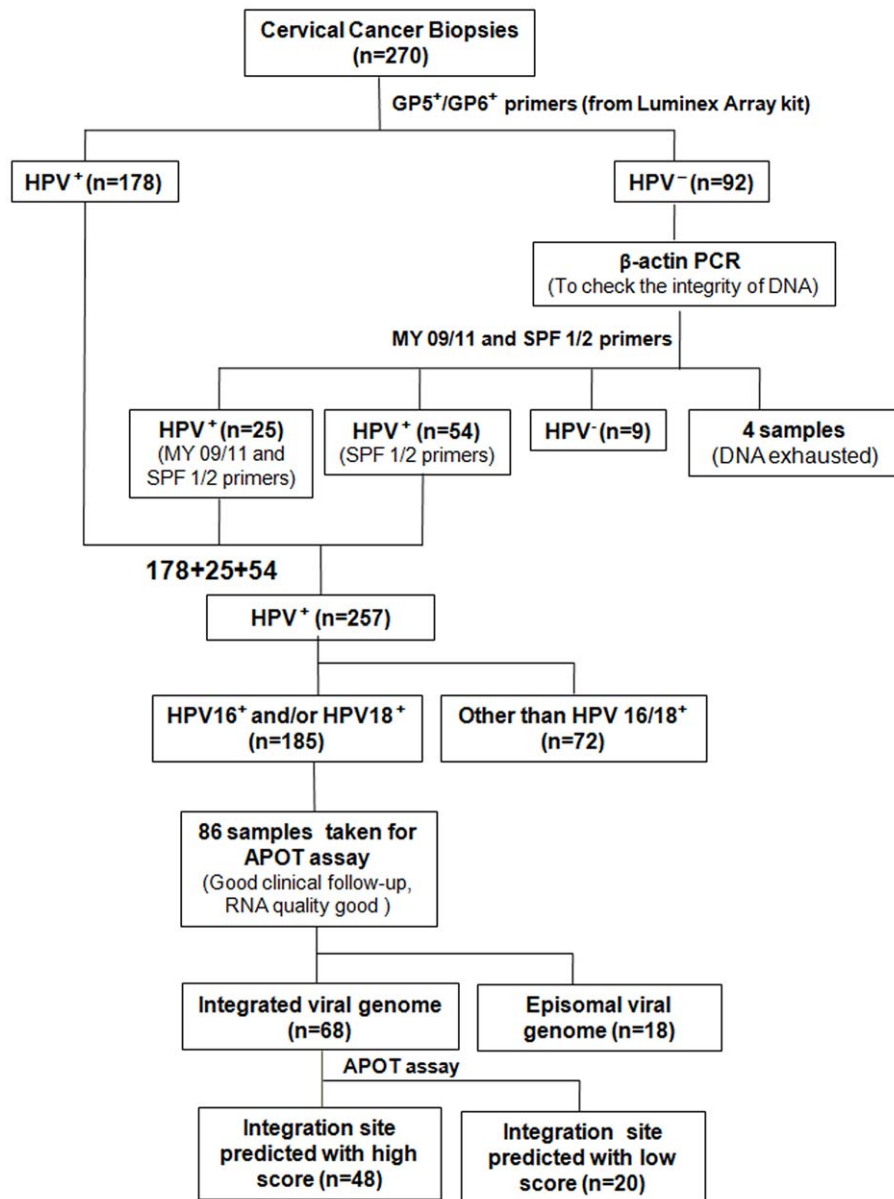 Cervical Cancer Biopsies
(n=270)
GP5⁺/GP6⁺ primers (from Luminex Array kit)
HPV⁺(n=178)
HPV⁻(n=92)
β-actin PCR
(To check the integrity of DNA)
MY 09/11 and SPF 1/2 primers
HPV⁺(n=25)
(MY 09/11 and
SPF 1/2 primers)
HPV⁺(n=54)
(SPF 1/2 primers)
HPV⁻(n=9)
4 samples
(DNA exhausted)
178+25+54
HPV⁺(n=257)
HPV16⁺ and/or HPV18⁺
(n=185)
Other than HPV 16/18⁺
(n=72)
86 samples taken for
APOT assay
(Good clinical follow-up,
RNA quality good )
Integrated viral genome
(n=68)
Episomal viral
genome (n=18)
APOT assay
Integration site
predicted with high
score (n=48)
Integration site
predicted with low
score (n=20)